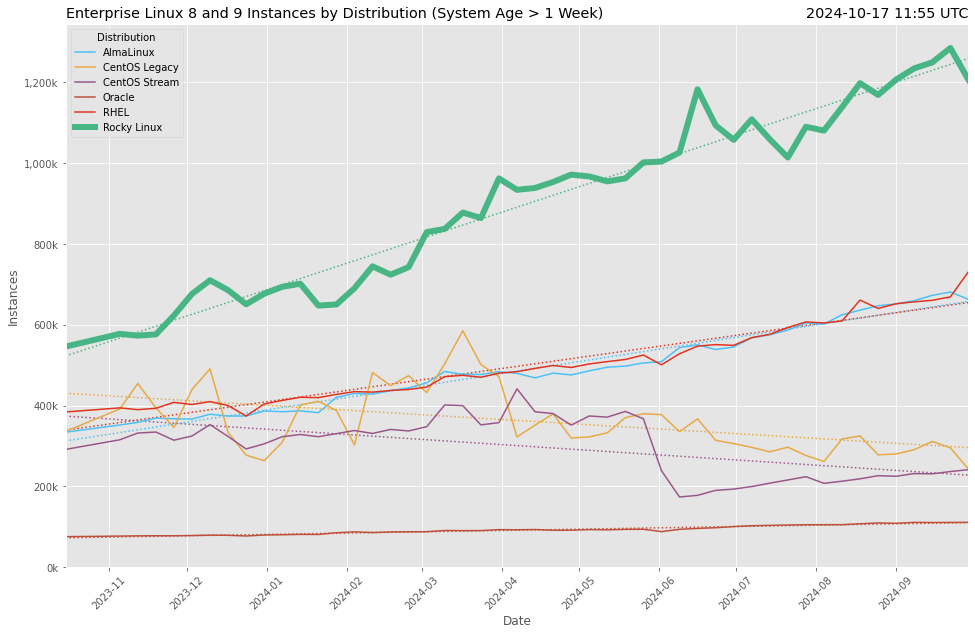 Enterprise Linux 8 and 9 Instances by Distribution (System Age > 1 Week)
2024-10-17 11:55 UTC
Distribution
AlmaLinux
CentOS Legacy
CentOS Stream
Oracle
RHEL
Rocky Linux
1,200k
1,000k
800k
600k
400k
200k
0k
Instances
2023-11
2023-12
2024-01
2024-02
2024-03
2024-04
2024-05
2024-06
2024-07
2024-08
2024-09
Date